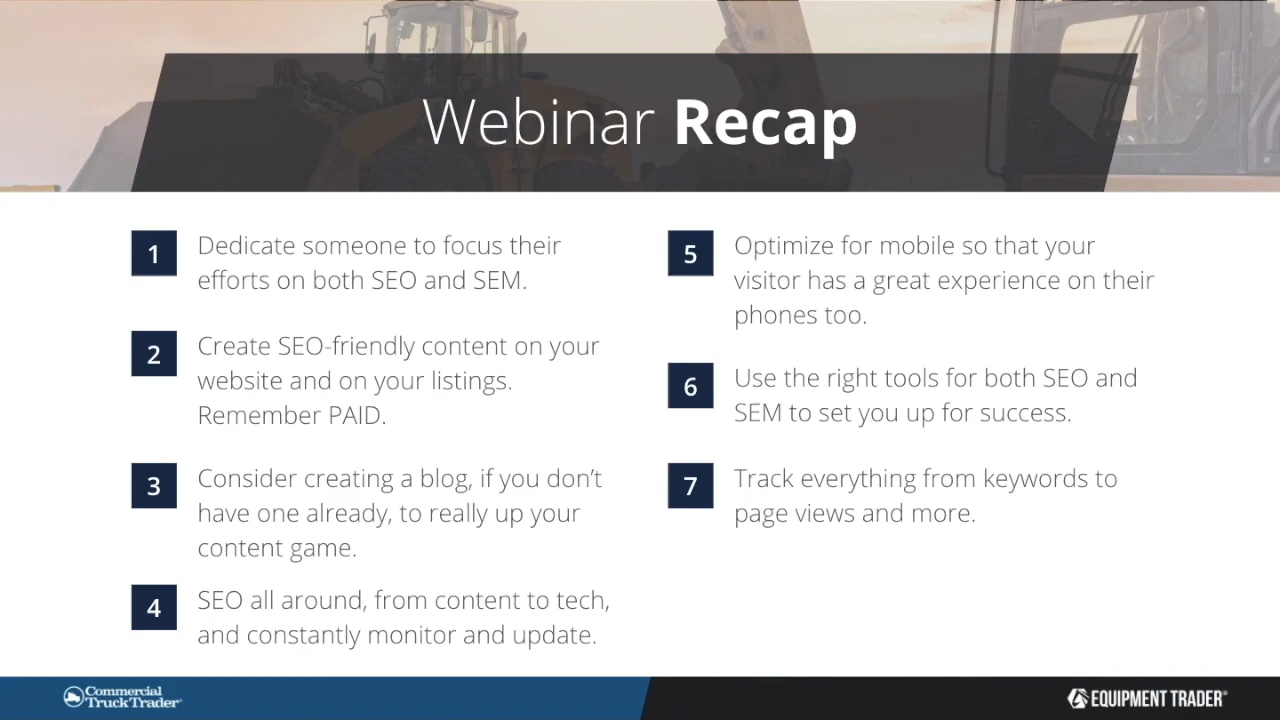 Webinar Recap
1
Dedicate someone to focus their
efforts on both SEO and SEM.
2
Create SEO-friendly content on your
website and on your listings.
Remember PAID.
3
Consider creating a blog, if you don’t
have one already, to really up your
content game.
4
SEO all around, from content to tech,
and constantly monitor and update.
5
Optimize for mobile so that your
visitor has a great experience on their
phones too.
6
Use the right tools for both SEO and
SEM to set you up for success.
7
Track everything from keywords to
page views and more.
Commercial
TruckTrader®
EQUIPMENT TRADER®